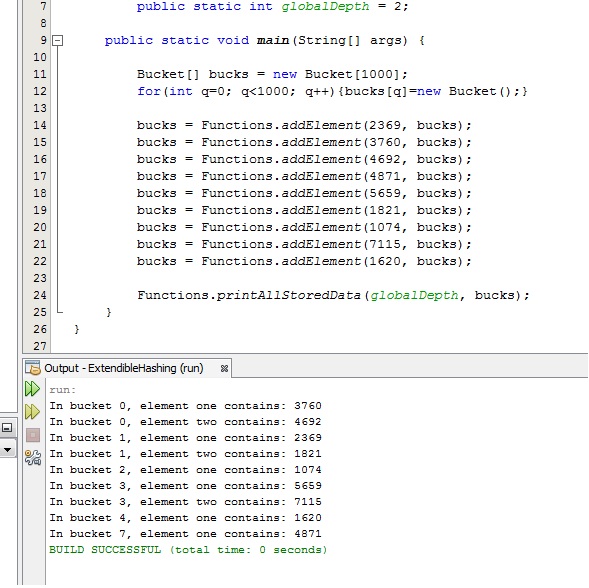 7 public static int globalDepth = 2;
8
9 public static void main(String[] args) {
10
11 Bucket[] bucks = new Bucket[1000];
12 for(int q=0; q<1000; q++){bucks[q]=new Bucket();}
13
14 bucks = Functions.addElement(2369, bucks);
15 bucks = Functions.addElement(3760, bucks);
16 bucks = Functions.addElement(4692, bucks);
17 bucks = Functions.addElement(4871, bucks);
18 bucks = Functions.addElement(5659, bucks);
19 bucks = Functions.addElement(1821, bucks);
20 bucks = Functions.addElement(1074, bucks);
21 bucks = Functions.addElement(7115, bucks);
22 bucks = Functions.addElement(1620, bucks);
23
24 Functions.printAllStoredData(globalDepth, bucks);
25 }
26 }
27
Output - ExtendibleHashing (run)
run:
In bucket 0, element one contains: 3760
In bucket 0, element two contains: 4692
In bucket 1, element one contains: 2369
In bucket 1, element two contains: 1821
In bucket 2, element one contains: 1074
In bucket 3, element one contains: 5659
In bucket 3, element two contains: 7115
In bucket 4, element one contains: 1620
In bucket 7, element one contains: 4871
BUILD SUCCESSFUL (total time: 0 seconds)